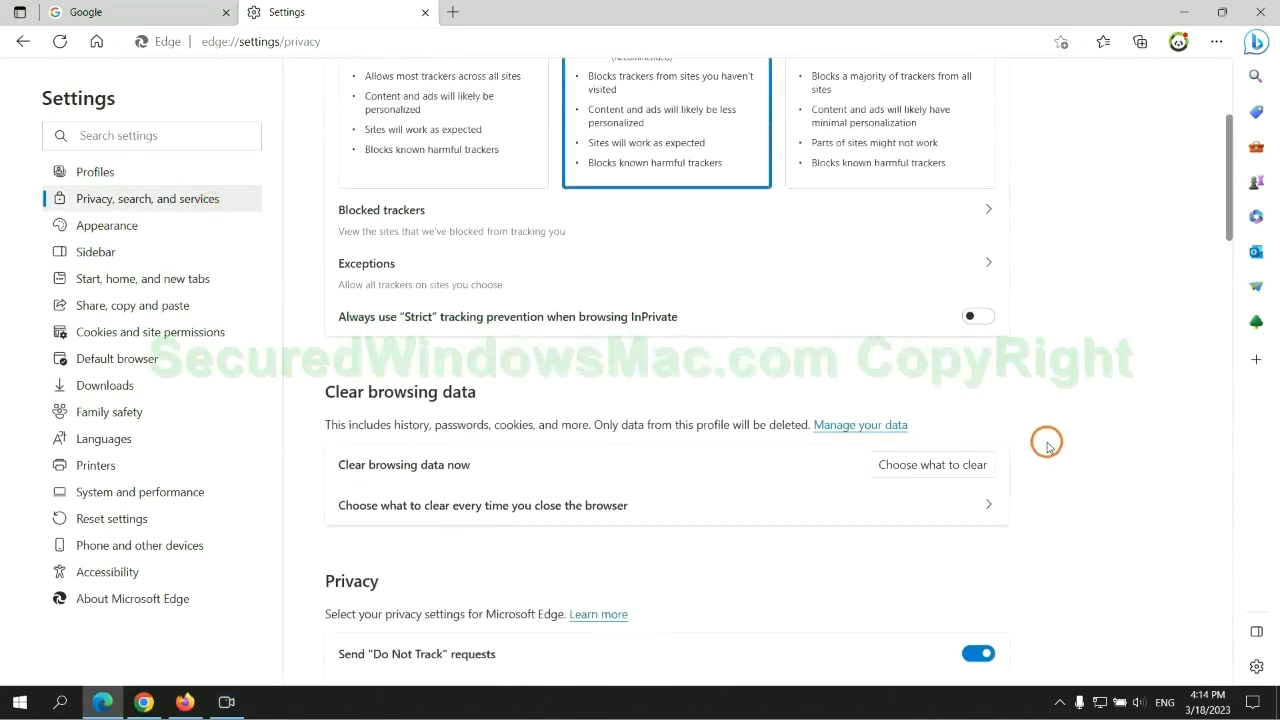 Google
Settings
Edge
edge://settings/privacy
Settings
Search settings
Profiles
Privacy, search, and services
Appearance
Sidebar
Start, home, and new tabs
Share, copy and paste
Cookies and site permissions
Default browser
Downloads
Family safety
Languages
Printers
System and performance
Reset settings
Phone and other devices
Accessibility
About Microsoft Edge
• Allows most trackers across all sites
• Content and ads will likely be
personalized
• Sites will work as expected
• Blocks known harmful trackers
(Recommended)
• Blocks trackers from sites you haven't
visited
• Content and ads will likely be less
personalized
• Sites will work as expected
• Blocks known harmful trackers
• Blocks a majority of trackers from all
sites
• Content and ads will likely have
minimal personalization
• Parts of sites might not work
• Blocks known harmful trackers
Blocked trackers
View the sites that we've blocked from tracking you
Exceptions
Allow all trackers on sites you choose
Always use “Strict” tracking prevention when browsing InPrivate
SecuredWindowsMac.com CopyRight
Clear browsing data
This includes history, passwords, cookies, and more. Only data from this profile will be deleted. Manage your data
Clear browsing data now
Choose what to clear
Choose what to clear every time you close the browser
Privacy
Select your privacy settings for Microsoft Edge. Learn more
Send "Do Not Track" requests
ENG
4:14 PM
3/18/2023